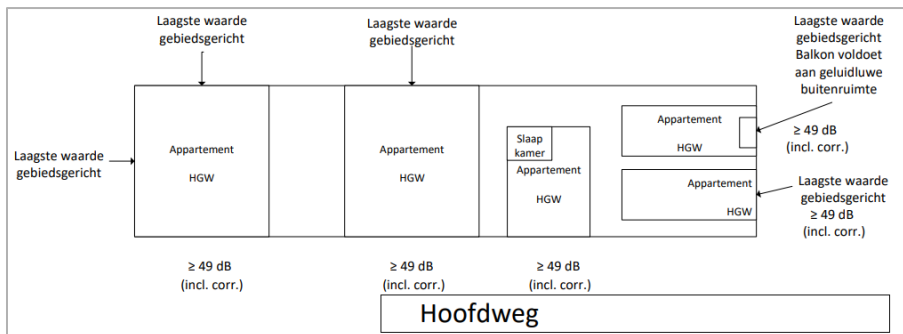 Laagste waarde
gebiedsgericht
Laagste waarde
gebiedsgericht
Laagste waarde
gebiedsgericht
Balkon voldoet
aan geluidluwe
buitenruimte
Laagste waarde
gebiedsgericht
Appartement
HGW
Appartement
HGW
Slaap
kamer
Appartement
HGW
Appartement
HGW
≥ 49 dB
(incl. corr.)
Appartement
HGW
Laagste waarde
gebiedsgericht
≥ 49 dB
(incl. corr.)
≥ 49 dB
(incl. corr.)
≥ 49 dB
(incl. corr.)
≥ 49 dB
(incl. corr.)
Hoofdweg